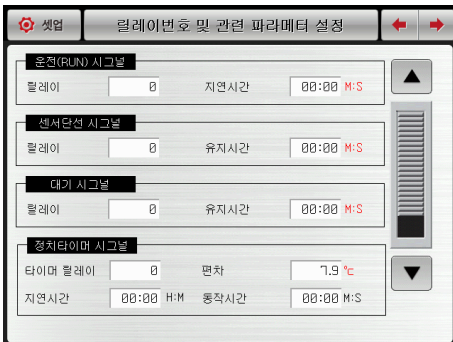 셋업 릴레이번호 및 관련 파라메터 설정
운전(RUN) 시그널
릴레이 0 지연시간 00:00 M:S
센서단선 시그널
릴레이 0 유지시간 00:00 M:S
대기 시그널
릴레이 0 유지시간 00:00 M:S
정치타이머 시그널
타이머 릴레이 0 편차 7.9 ℃
지연시간 00:00 H:M 동작시간 00:00 M:S